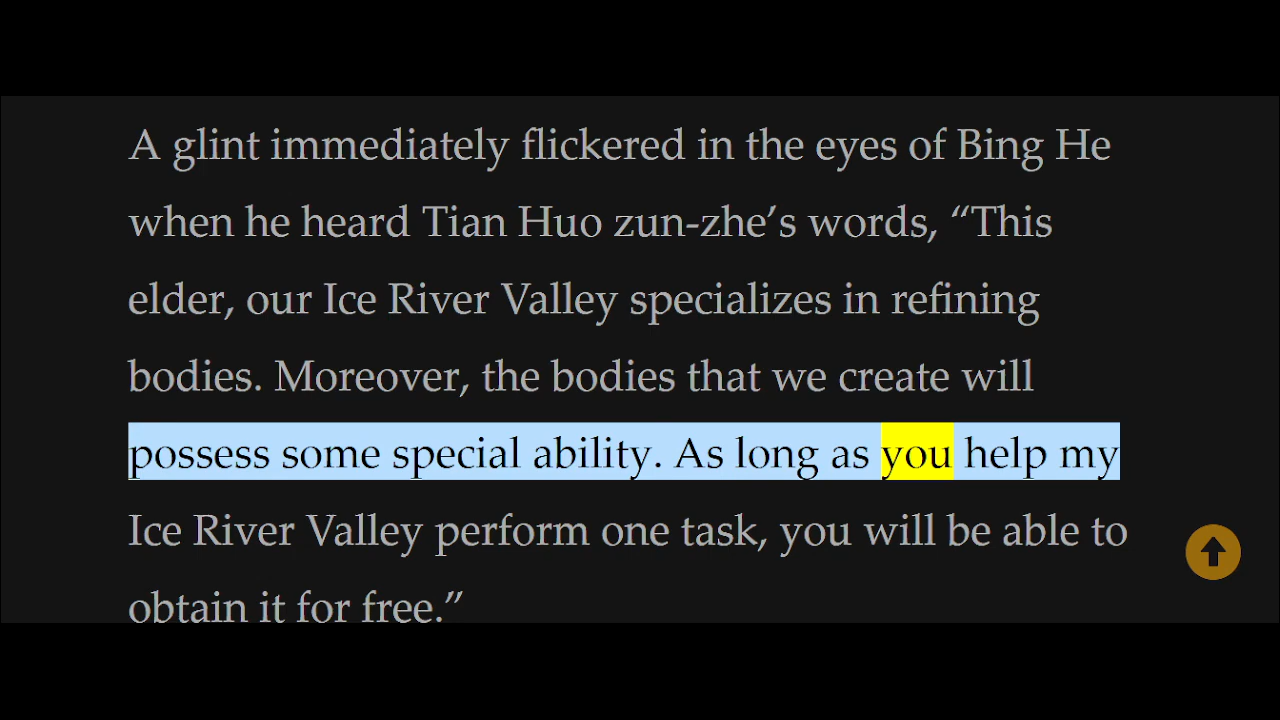 A glint immediately flickered in the eyes of Bing He
when he heard Tian Huo zun-zhe’s words, “This
elder, our Ice River Valley specializes in refining
bodies. Moreover, the bodies that we create will
possess some special ability. As long as you help my
Ice River Valley perform one task, you will be able to
obtain it for free.”